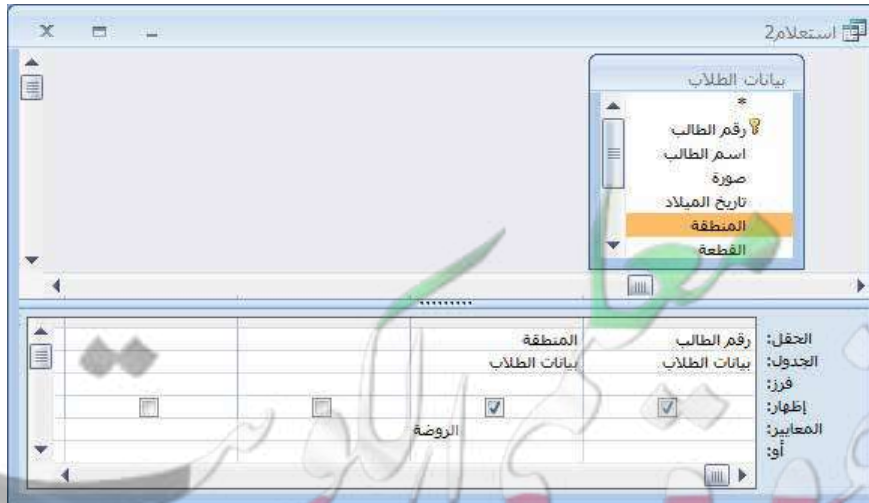 استعلام2
بيانات الطلاب
*
رقم الطالب
اسم الطالب
صورة
تاريخ الميلاد
المنطقة
القطعة
الحقل: رقم الطالب المنطقة
الجدول: بيانات الطلاب بيانات الطلاب
فرز:
إظهار:
المعايير: الروضة
أو: